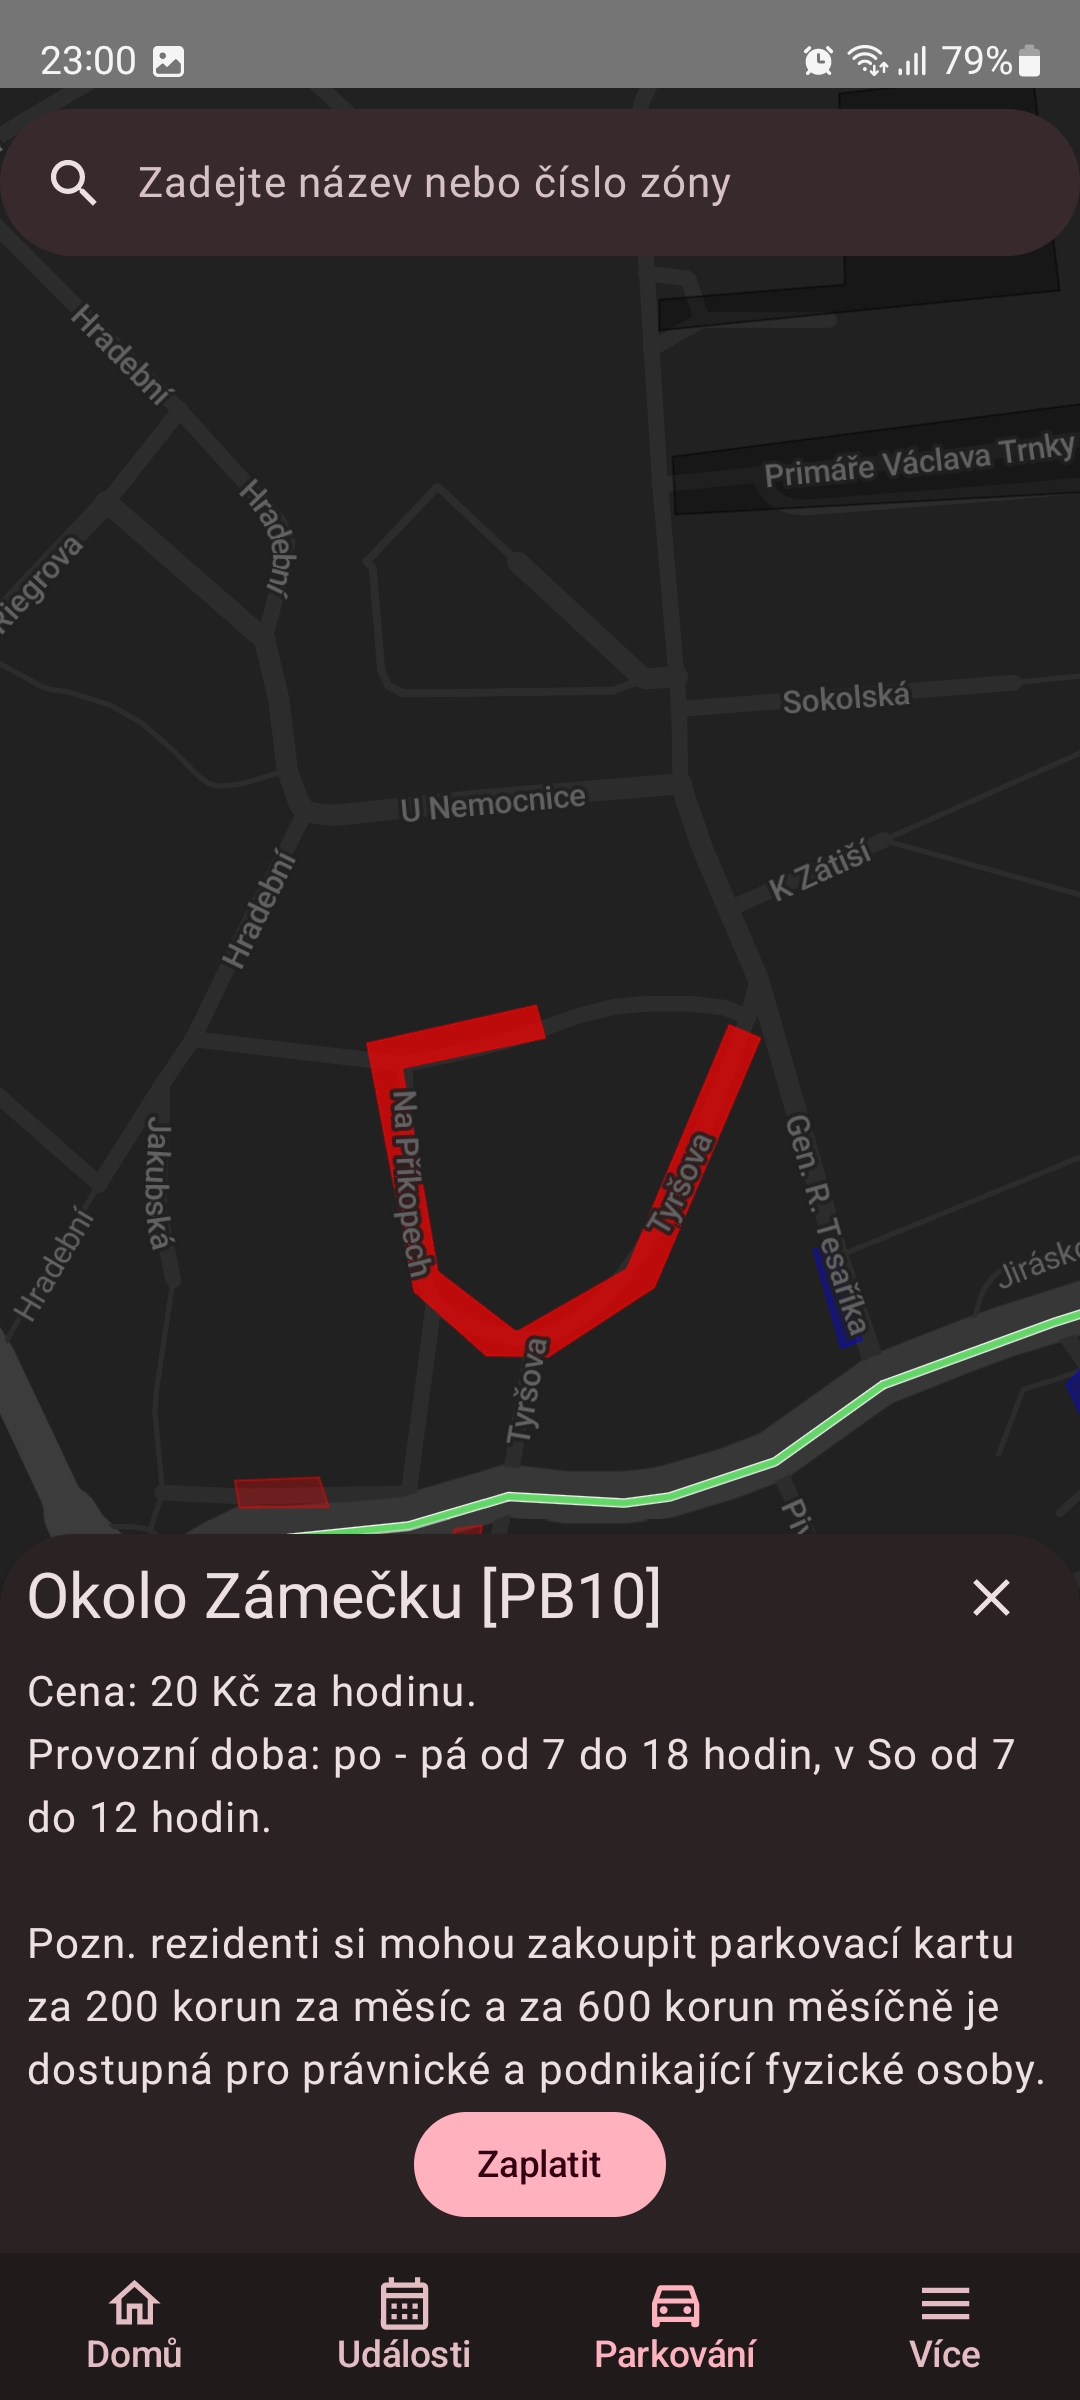 23:00
79%
Zadejte název nebo číslo zóny
Hradební
Primáře Václava Trnky
Hradební
Riegrova
Sokolská
U Nemocnice
K Zátiší
Hradební
Na Příkopech
Jakubská
Tyršova
Gen. R. Tesaříka
Hradební
Tyršova
Okolo Zámečku [PB10]
Cena: 20 Kč za hodinu.
Provozní doba: po - pá od 7 do 18 hodin, v So od 7
do 12 hodin.
Pozn. rezidenti si mohou zakoupit parkovací kartu
za 200 korun za měsíc a za 600 korun měsíčně je
dostupná pro právnické a podnikající fyzické osoby.
Zaplatit
Domů
Události
Parkování
Více